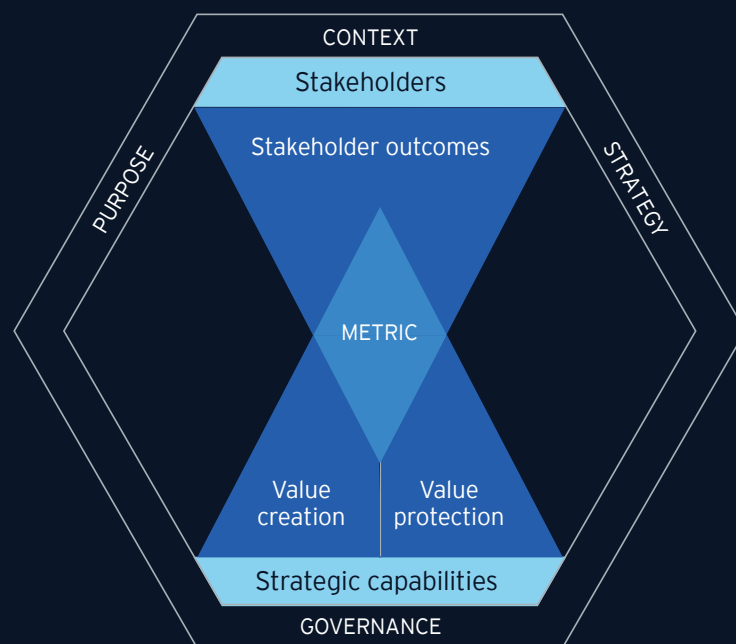 CONTEXT
Stakeholders
Stakeholder outcomes
PURPOSE
STRATEGY
METRIC
Value
creation
Value
protection
Strategic capabilities
GOVERNANCE